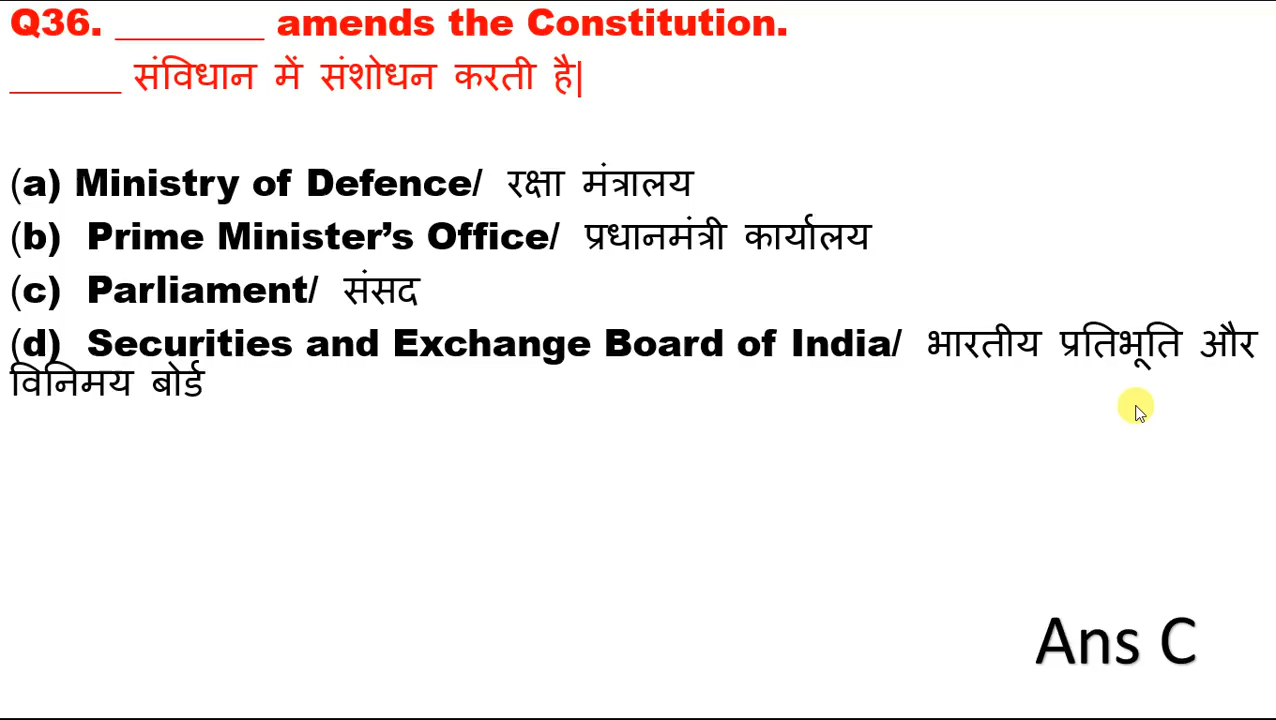 Q36. _______ amends the Constitution.
______ संविधान में संशोधन करती है|
(a) Ministry of Defence/ रक्षा मंत्रालय
(b) Prime Minister’s Office/ प्रधानमंत्री कार्यालय
(c) Parliament/ संसद
(d) Securities and Exchange Board of India/ भारतीय प्रतिभूति और
विनिमय बोर्ड
Ans C